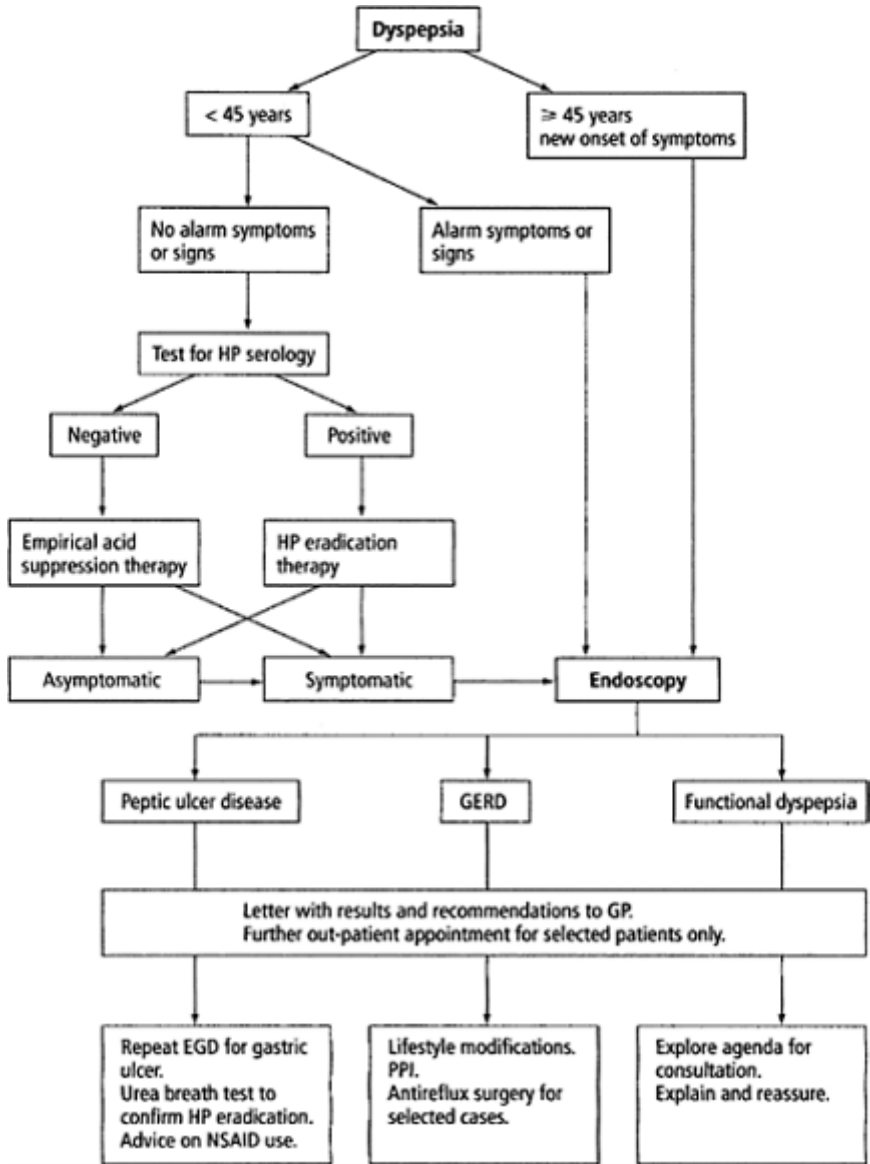 Dyspepsia
< 45 years
⩾ 45 years
new onset of symptoms
No alarm symptoms
or signs
Alarm symptoms or
signs
Test for HP serology
Negative
Positive
Empirical acid
suppression therapy
HP eradication
therapy
Asymptomatic
Symptomatic
Endoscopy
Peptic ulcer disease
GERD
Functional dyspepsia
Letter with results and recommendations to GP.
Further out-patient appointment for selected patients only.
Repeat EGD for gastric
ulcer.
Urea breath test to
confirm HP eradication.
Advice on NSAID use.
Lifestyle modifications.
PPI.
Antireflux surgery for
selected cases.
Explore agenda for
consultation.
Explain and reassure.